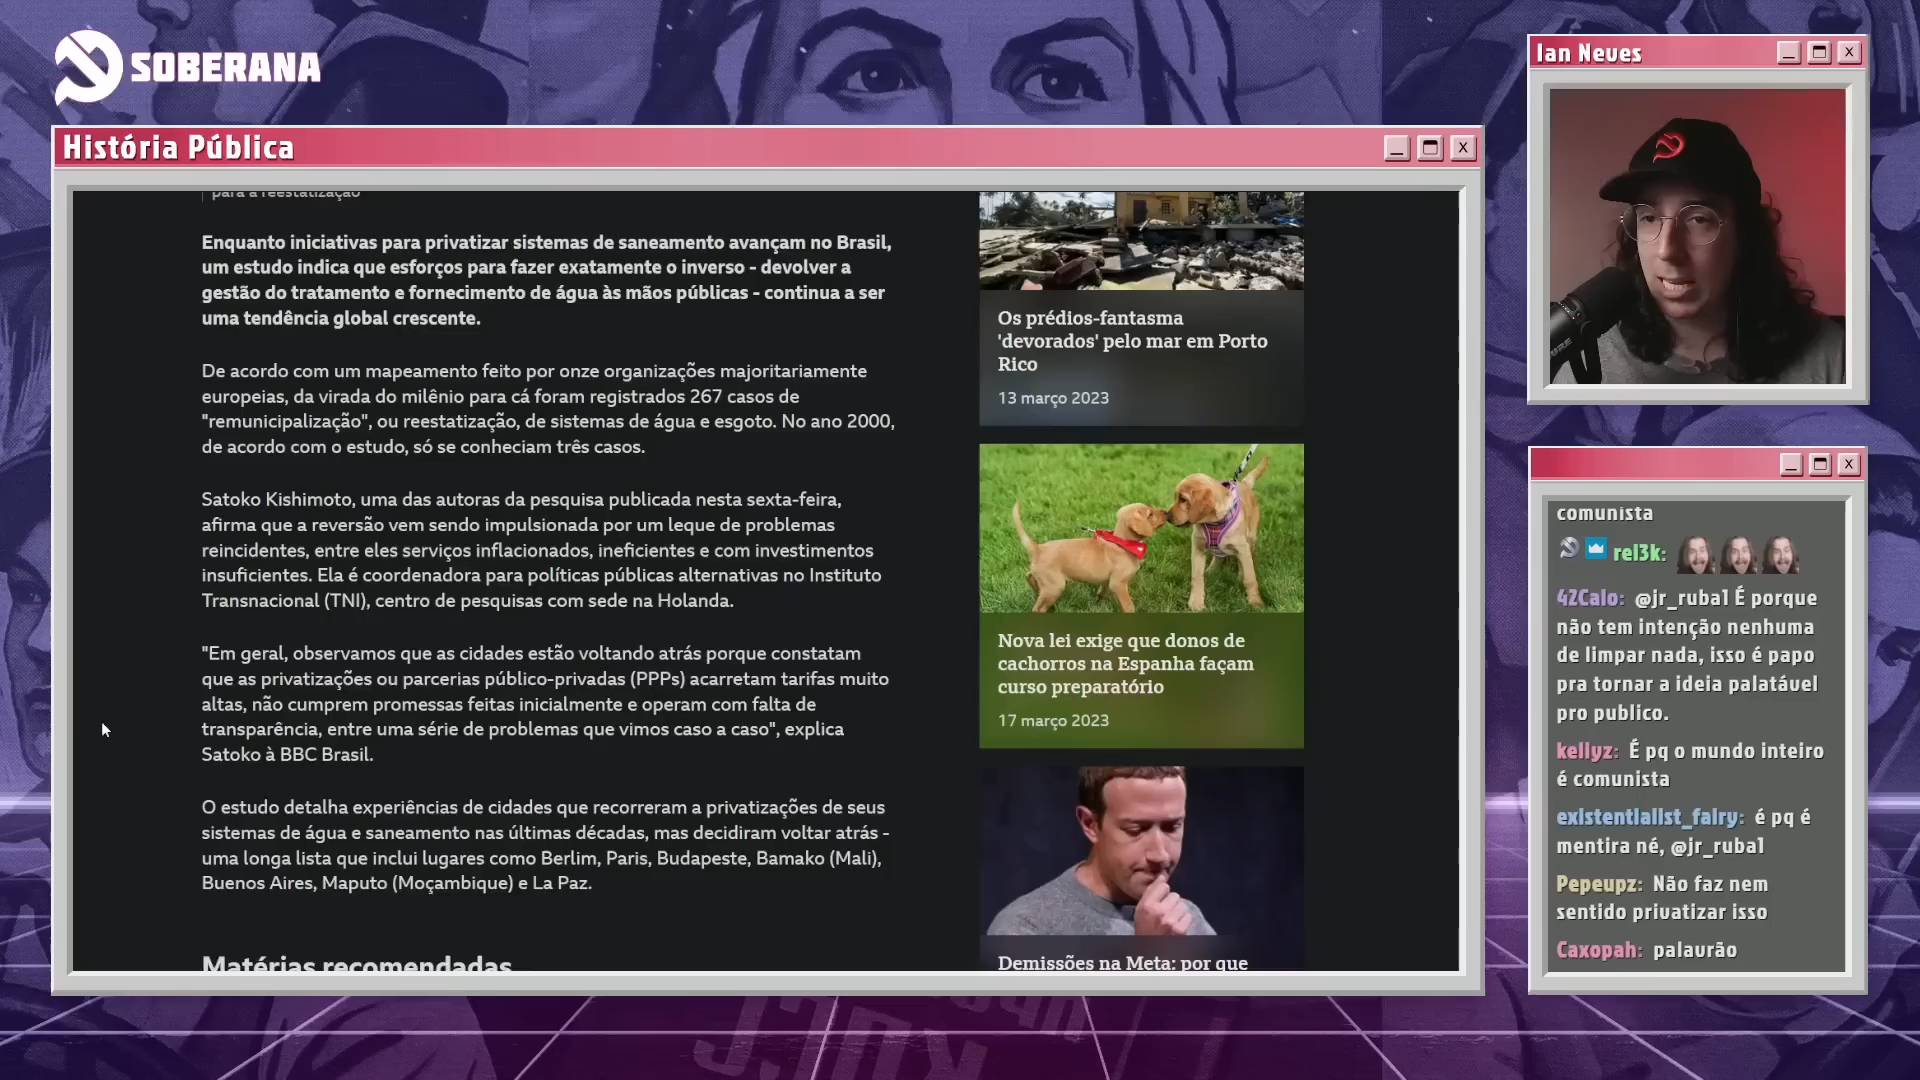 SOBERANA
História Pública
para a reestatização
Enquanto iniciativas para privatizar sistemas de saneamento avançam no Brasil,
um estudo indica que esforços para fazer exatamente o inverso - devolver a
gestão do tratamento e fornecimento de água às mãos públicas - continua a ser
uma tendência global crescente.
De acordo com um mapeamento feito por onze organizações majoritariamente
europeias, da virada do milênio para cá foram registrados 267 casos de
"remunicipalização", ou reestatização, de sistemas de água e esgoto. No ano 2000,
de acordo com o estudo, só se conheciam três casos.
Satoko Kishimoto, uma das autoras da pesquisa publicada nesta sexta-feira,
afirma que a reversão vem sendo impulsionada por um leque de problemas
reincidentes, entre eles serviços inflacionados, ineficientes e com investimentos
insuficientes. Ela é coordenadora para políticas públicas alternativas no Instituto
Transnacional (TNI), centro de pesquisas com sede na Holanda.
"Em geral, observamos que as cidades estão voltando atrás porque constatam
que as privatizações ou parcerias público-privadas (PPPs) acarretam tarifas muito
altas, não cumprem promessas feitas inicialmente e operam com falta de
transparência, entre uma série de problemas que vimos caso a caso", explica
Satoko à BBC Brasil.
O estudo detalha experiências de cidades que recorreram a privatizações de seus
sistemas de água e saneamento nas últimas décadas, mas decidiram voltar atrás -
uma longa lista que inclui lugares como Berlim, Paris, Budapeste, Bamako (Mali),
Buenos Aires, Maputo (Moçambique) e La Paz.
Matérias recomendadas
Os prédios-fantasma
'devorados' pelo mar em Porto
Rico
13 março 2023
Nova lei exige que donos de
cachorros na Espanha façam
curso preparatório
17 março 2023
Demissões na Meta: por que
Ian Neves
comunista
rel3k:
42Calo: @jr_ruba1 É porque
não tem intenção nenhuma
de limpar nada, isso é papo
pra tornar a ideia palatável
pro publico.
kellyz: É pq o mundo inteiro
é comunista
existentialist_fairy: é pq é
mentira né, @jr_ruba1
Pepeupz: Não faz nem
sentido privatizar isso
Caxopah: palavrão